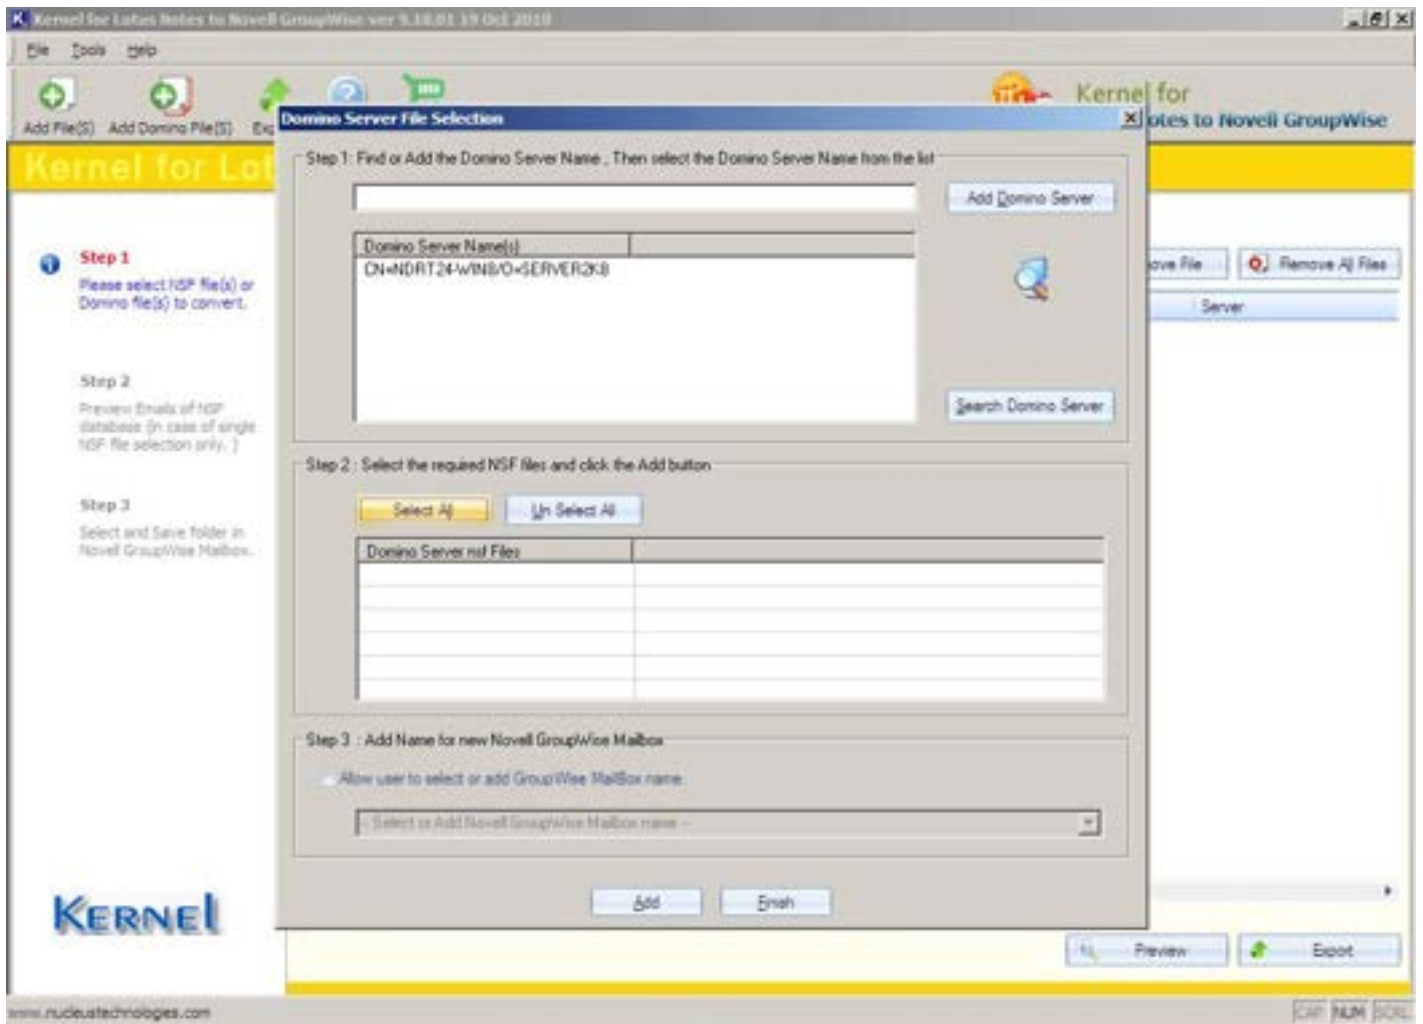 Kernel for Lotus Notes to Novell GroupWise ver 9.10.01 19 Oct 2010
File Tools Help
Add File(S) Add Domino File(S)
Kernel for
otes to Novell GroupWise
Domino Server File Selection
Kernel for Lot
Step 1: Find or Add the Domino Server Name , Then select the Domino Server Name from the list
Add Domino Server
Domino Server Name(s)
CN=NDRT24-WIN8/O=SERVER2K8
Search Domino Server
Step 1
Please select NSF file(s) or
Domino file(s) to convert.
ove File
Remove All Files
Server
Step 2
Preview Emails of NSF
database (in case of single
NSF file selection only. )
Step 3
Select and Save folder in
Novell GroupWise Mailbox.
Step 2 : Select the required NSF files and click the Add button
Select All
Un Select All
Domino Server nsf Files
Step 3 : Add Name for new Novell GroupWise Mailbox
Allow user to select or add GroupWise MailBox name.
-- Select or Add Novell GroupWise Mailbox name --
Add
Finish
KERNEl
Preview
Export
www.nucleustechnologies.com
CAP NUM SCRL